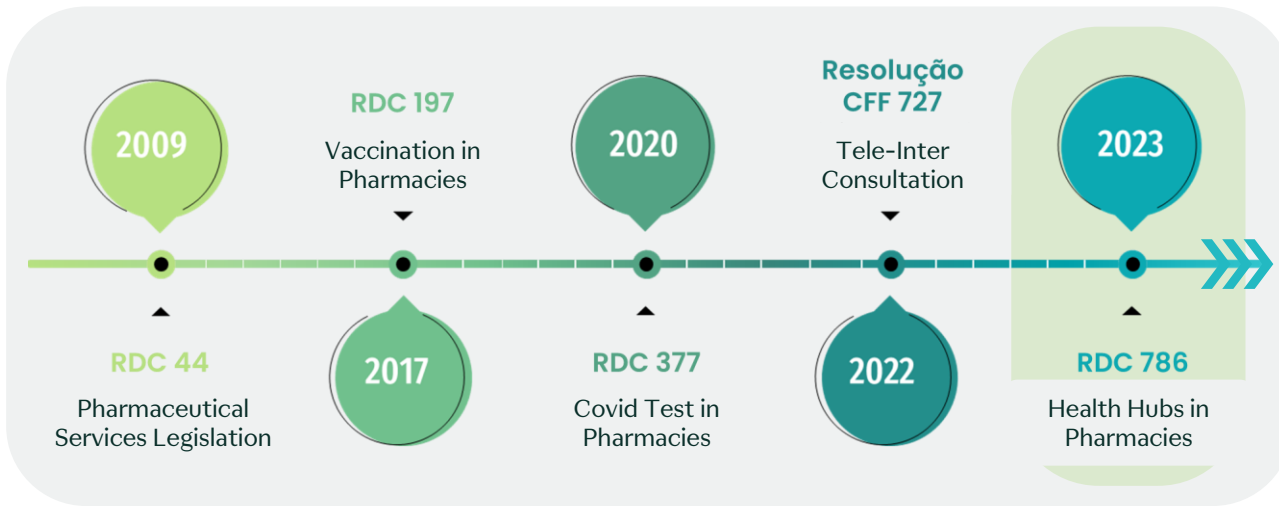 2009
RDC 44
Pharmaceutical
Services Legislation
RDC 197
Vaccination in
Pharmacies
2017
2020
RDC 377
Covid Test in
Pharmacies
Resolução
CFF 727
Tele-Inter
Consultation
2022
2023
RDC 786
Health Hubs in
Pharmacies